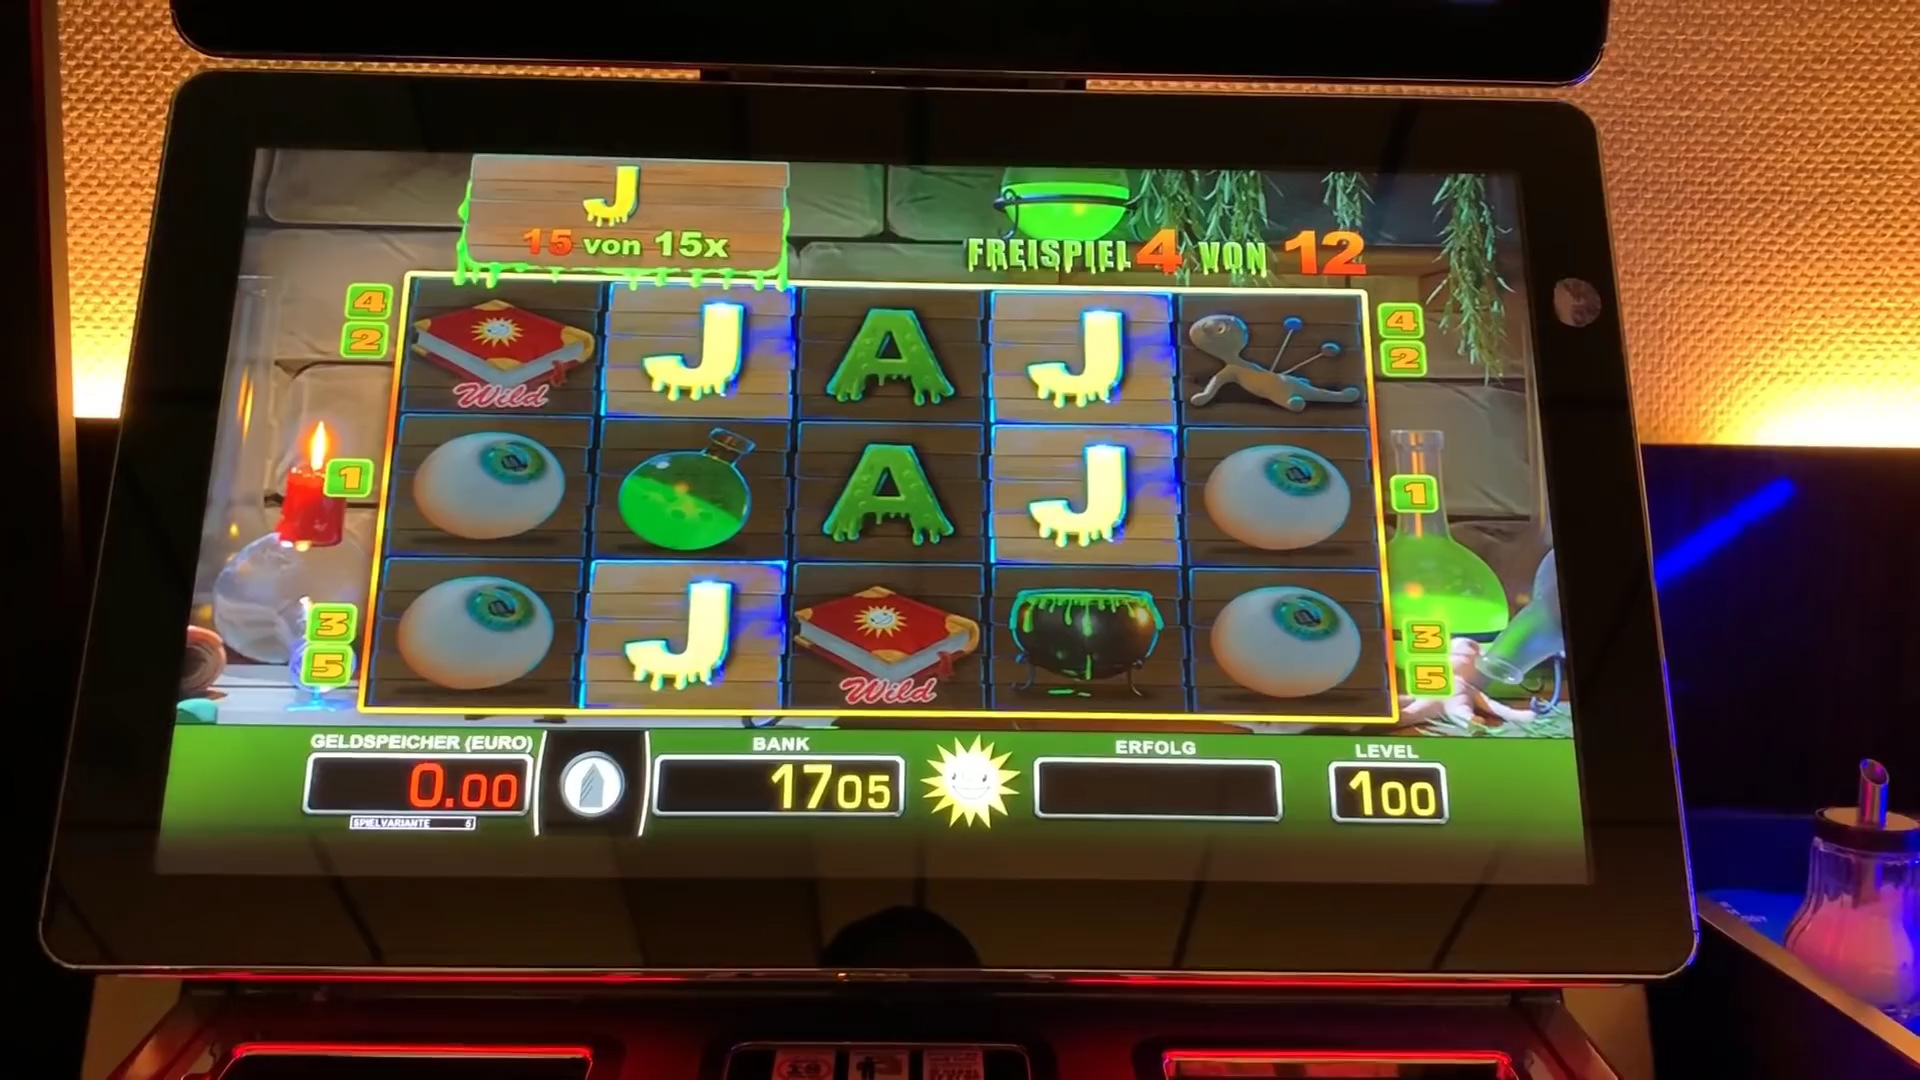 J
15 von 15x
FREISPIEL 4 VON 12
4
2
4
2
Wild
J
A
J
1
A
J
1
3
5
J
Wild
3
5
GELDSPEICHER (EURO)
BANK
ERFOLG
LEVEL
0.00
1705
100
SPIELVARIANTE 6